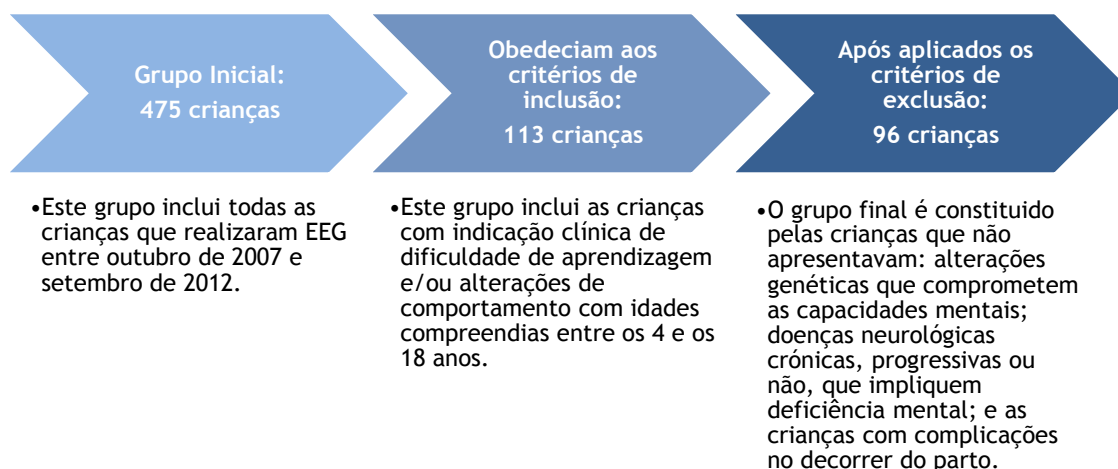 Grupo Inicial:
475 crianças
Obedeciam aos
critérios de
inclusão:
113 crianças
Após aplicados os
critérios de
exclusão:
96 crianças
•Este grupo inclui todas as
crianças que realizaram EEG
entre outubro de 2007 e
setembro de 2012.
•Este grupo inclui as crianças
com indicação clínica de
dificuldade de aprendizagem
e/ou alterações de
comportamento com idades
compreendias entre os 4 e os
18 anos.
•O grupo final é constituido
pelas crianças que não
apresentavam: alterações
genéticas que comprometem
as capacidades mentais;
doenças neurológicas
crónicas, progressivas ou
não, que impliquem
deficiência mental; e as
crianças com complicações
no decorrer do parto.